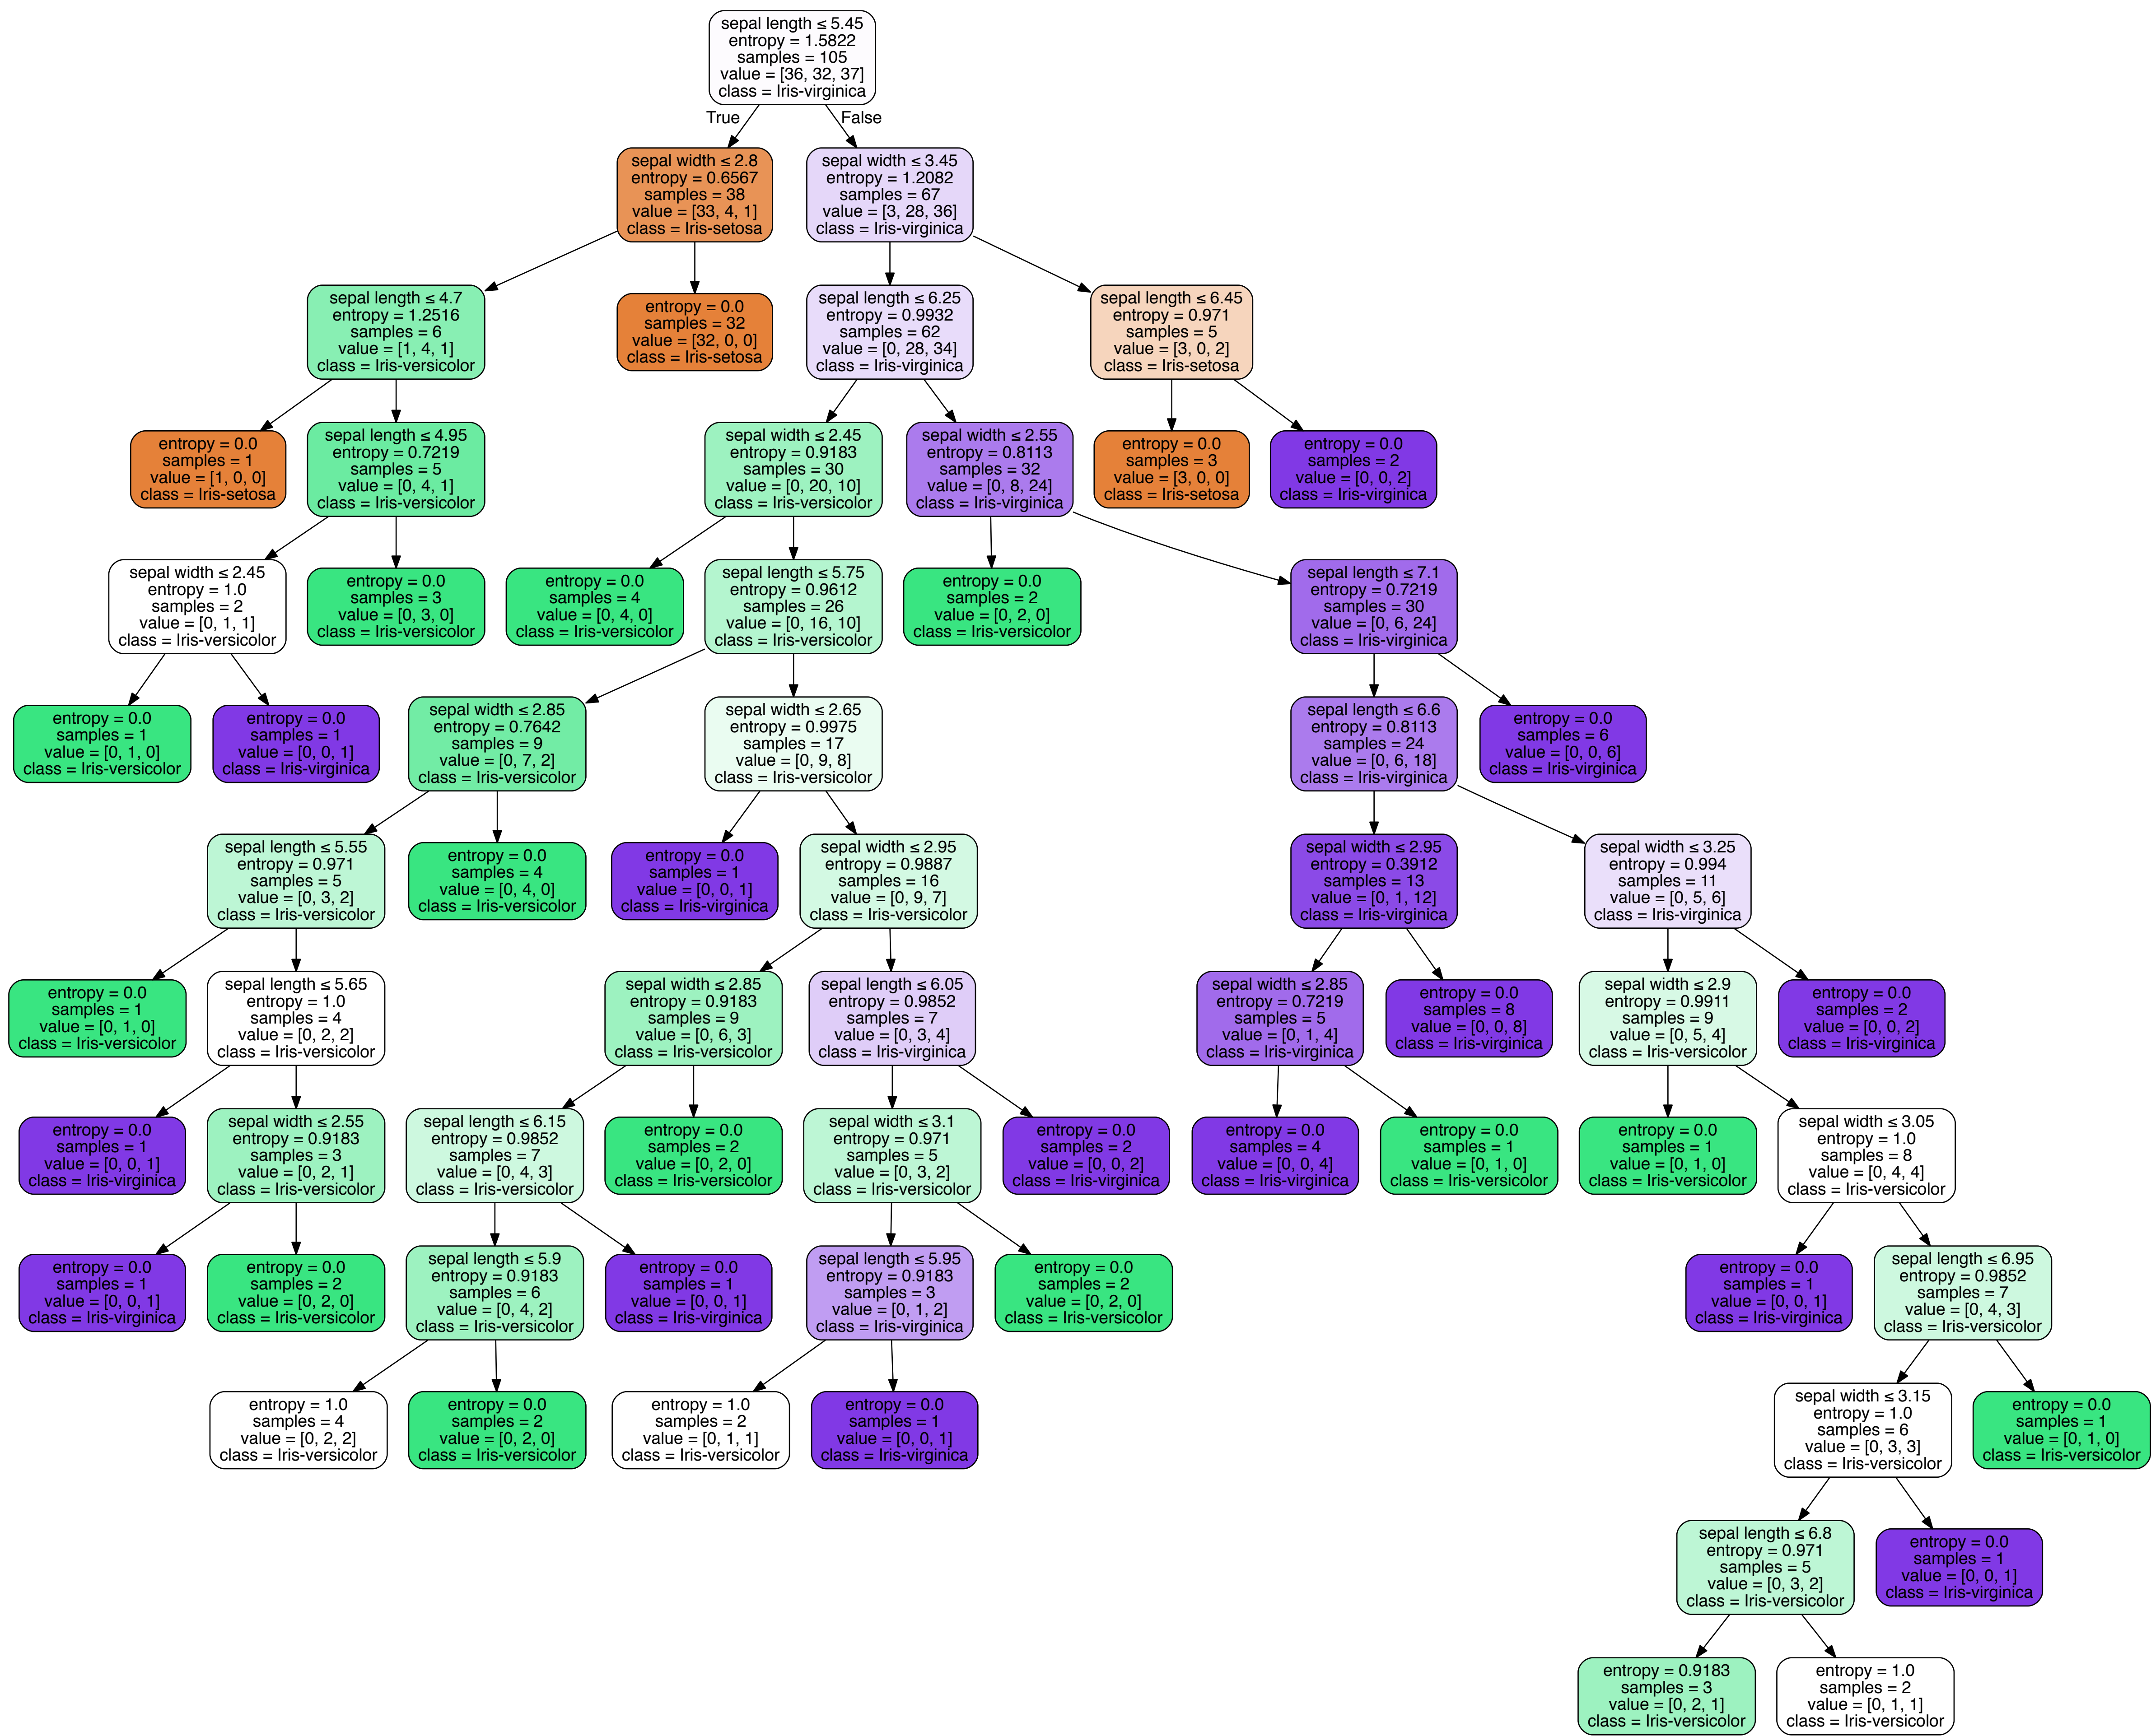 sepal length ≤ 5.45
entropy = 1.5822
samples = 105
value = [36, 32, 37]
class = Iris-virginica
True
False
sepal width ≤ 2.8
entropy = 0.6567
samples = 38
value = [33, 4, 1]
class = Iris-setosa
sepal width ≤ 3.45
entropy = 1.2082
samples = 67
value = [3, 28, 36]
class = Iris-virginica
sepal length ≤ 4.7
entropy = 1.2516
samples = 6
value = [1, 4, 1]
class = Iris-versicolor
entropy = 0.0
samples = 32
value = [32, 0, 0]
class = Iris-setosa
sepal length ≤ 6.25
entropy = 0.9932
samples = 62
value = [0, 28, 34]
class = Iris-virginica
sepal length ≤ 6.45
entropy = 0.971
samples = 5
value = [3, 0, 2]
class = Iris-setosa
entropy = 0.0
samples = 1
value = [1, 0, 0]
class = Iris-setosa
sepal length ≤ 4.95
entropy = 0.7219
samples = 5
value = [0, 4, 1]
class = Iris-versicolor
sepal width ≤ 2.45
entropy = 0.9183
samples = 30
value = [0, 20, 10]
class = Iris-versicolor
sepal width ≤ 2.55
entropy = 0.8113
samples = 32
value = [0, 8, 24]
class = Iris-virginica
entropy = 0.0
samples = 3
value = [3, 0, 0]
class = Iris-setosa
entropy = 0.0
samples = 2
value = [0, 0, 2]
class = Iris-virginica
sepal width ≤ 2.45
entropy = 1.0
samples = 2
value = [0, 1, 1]
class = Iris-versicolor
entropy = 0.0
samples = 3
value = [0, 3, 0]
class = Iris-versicolor
entropy = 0.0
samples = 4
value = [0, 4, 0]
class = Iris-versicolor
sepal length ≤ 5.75
entropy = 0.9612
samples = 26
value = [0, 16, 10]
class = Iris-versicolor
entropy = 0.0
samples = 2
value = [0, 2, 0]
class = Iris-versicolor
sepal length ≤ 7.1
entropy = 0.7219
samples = 30
value = [0, 6, 24]
class = Iris-virginica
entropy = 0.0
samples = 1
value = [0, 1, 0]
class = Iris-versicolor
entropy = 0.0
samples = 1
value = [0, 0, 1]
class = Iris-virginica
sepal width ≤ 2.85
entropy = 0.7642
samples = 9
value = [0, 7, 2]
class = Iris-versicolor
sepal width ≤ 2.65
entropy = 0.9975
samples = 17
value = [0, 9, 8]
class = Iris-versicolor
sepal length ≤ 6.6
entropy = 0.8113
samples = 24
value = [0, 6, 18]
class = Iris-virginica
entropy = 0.0
samples = 6
value = [0, 0, 6]
class = Iris-virginica
sepal length ≤ 5.55
entropy = 0.971
samples = 5
value = [0, 3, 2]
class = Iris-versicolor
entropy = 0.0
samples = 4
value = [0, 4, 0]
class = Iris-versicolor
entropy = 0.0
samples = 1
value = [0, 0, 1]
class = Iris-virginica
sepal width ≤ 2.95
entropy = 0.9887
samples = 16
value = [0, 9, 7]
class = Iris-versicolor
sepal width ≤ 2.95
entropy = 0.3912
samples = 13
value = [0, 1, 12]
class = Iris-virginica
sepal width ≤ 3.25
entropy = 0.994
samples = 11
value = [0, 5, 6]
class = Iris-virginica
entropy = 0.0
samples = 1
value = [0, 1, 0]
class = Iris-versicolor
sepal length ≤ 5.65
entropy = 1.0
samples = 4
value = [0, 2, 2]
class = Iris-versicolor
sepal width ≤ 2.85
entropy = 0.9183
samples = 9
value = [0, 6, 3]
class = Iris-versicolor
sepal length ≤ 6.05
entropy = 0.9852
samples = 7
value = [0, 3, 4]
class = Iris-virginica
sepal width ≤ 2.85
entropy = 0.7219
samples = 5
value = [0, 1, 4]
class = Iris-virginica
entropy = 0.0
samples = 8
value = [0, 0, 8]
class = Iris-virginica
sepal width ≤ 2.9
entropy = 0.9911
samples = 9
value = [0, 5, 4]
class = Iris-versicolor
entropy = 0.0
samples = 2
value = [0, 0, 2]
class = Iris-virginica
entropy = 0.0
samples = 1
value = [0, 0, 1]
class = Iris-virginica
sepal width ≤ 2.55
entropy = 0.9183
samples = 3
value = [0, 2, 1]
class = Iris-versicolor
sepal length ≤ 6.15
entropy = 0.9852
samples = 7
value = [0, 4, 3]
class = Iris-versicolor
entropy = 0.0
samples = 2
value = [0, 2, 0]
class = Iris-versicolor
sepal width ≤ 3.1
entropy = 0.971
samples = 5
value = [0, 3, 2]
class = Iris-versicolor
entropy = 0.0
samples = 2
value = [0, 0, 2]
class = Iris-virginica
entropy = 0.0
samples = 4
value = [0, 0, 4]
class = Iris-virginica
entropy = 0.0
samples = 1
value = [0, 1, 0]
class = Iris-versicolor
entropy = 0.0
samples = 1
value = [0, 1, 0]
class = Iris-versicolor
sepal width ≤ 3.05
entropy = 1.0
samples = 8
value = [0, 4, 4]
class = Iris-versicolor
entropy = 0.0
samples = 1
value = [0, 0, 1]
class = Iris-virginica
entropy = 0.0
samples = 2
value = [0, 2, 0]
class = Iris-versicolor
sepal length ≤ 5.9
entropy = 0.9183
samples = 6
value = [0, 4, 2]
class = Iris-versicolor
entropy = 0.0
samples = 1
value = [0, 0, 1]
class = Iris-virginica
sepal length ≤ 5.95
entropy = 0.9183
samples = 3
value = [0, 1, 2]
class = Iris-virginica
entropy = 0.0
samples = 2
value = [0, 2, 0]
class = Iris-versicolor
entropy = 0.0
samples = 1
value = [0, 0, 1]
class = Iris-virginica
sepal length ≤ 6.95
entropy = 0.9852
samples = 7
value = [0, 4, 3]
class = Iris-versicolor
entropy = 1.0
samples = 4
value = [0, 2, 2]
class = Iris-versicolor
entropy = 0.0
samples = 2
value = [0, 2, 0]
class = Iris-versicolor
entropy = 1.0
samples = 2
value = [0, 1, 1]
class = Iris-versicolor
entropy = 0.0
samples = 1
value = [0, 0, 1]
class = Iris-virginica
sepal width ≤ 3.15
entropy = 1.0
samples = 6
value = [0, 3, 3]
class = Iris-versicolor
entropy = 0.0
samples = 1
value = [0, 1, 0]
class = Iris-versicolor
sepal length ≤ 6.8
entropy = 0.971
samples = 5
value = [0, 3, 2]
class = Iris-versicolor
entropy = 0.0
samples = 1
value = [0, 0, 1]
class = Iris-virginica
entropy = 0.9183
samples = 3
value = [0, 2, 1]
class = Iris-versicolor
entropy = 1.0
samples = 2
value = [0, 1, 1]
class = Iris-versicolor